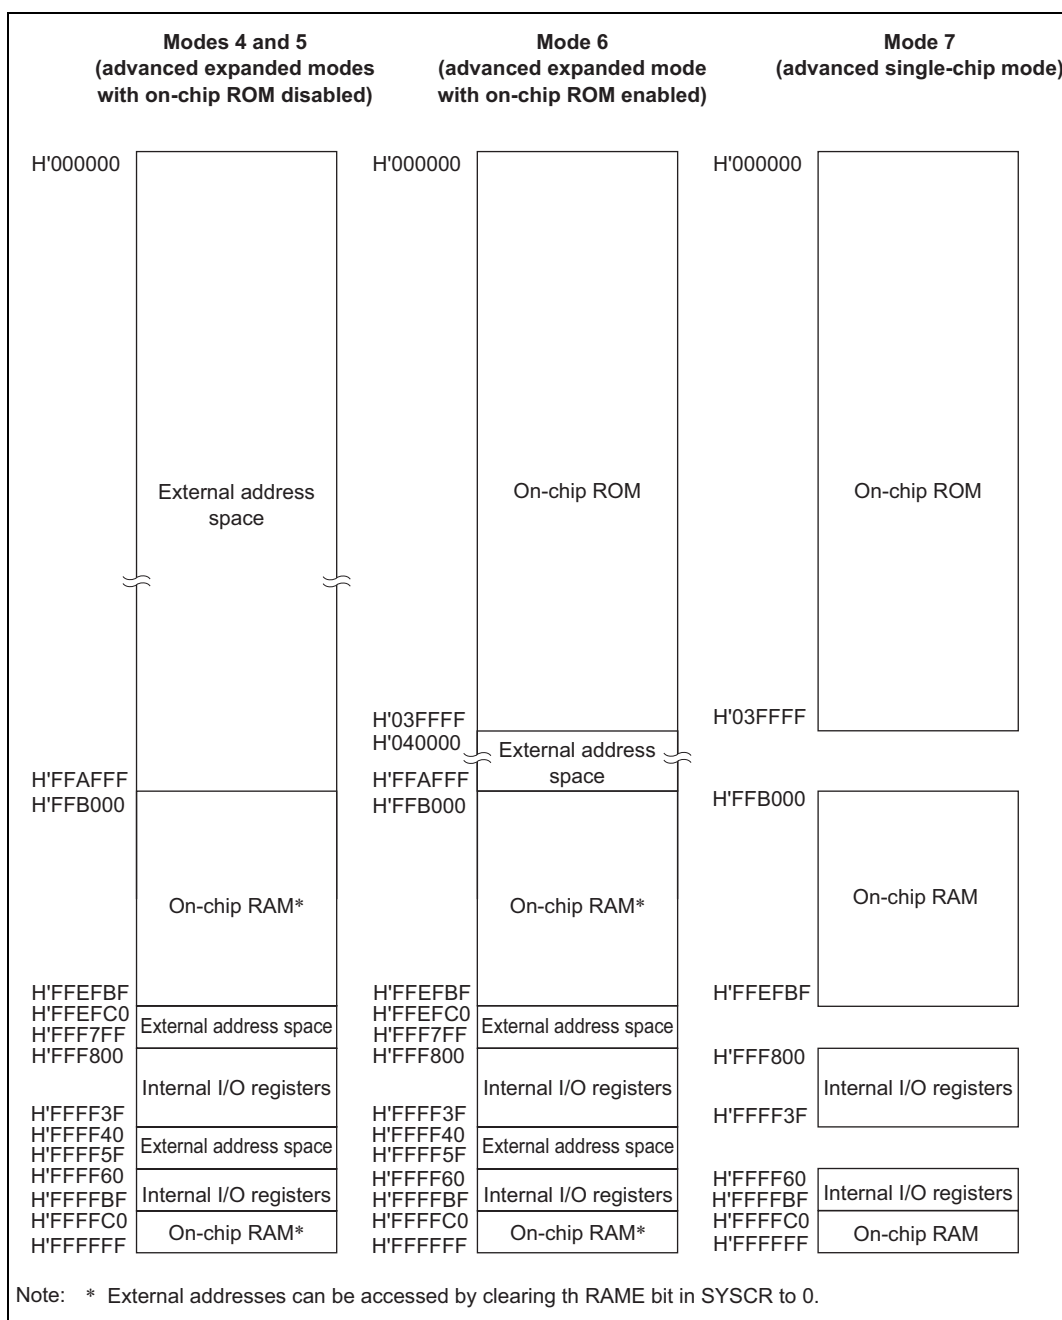 Modes 4 and 5
(advanced expanded modes
with on-chip ROM disabled)
H'000000
External address
space
H'FFAFFF
H'FFB000
On-chip RAM*
H'FFEFBF
H'FFEFC0
External address space
H'FFF7FF
H'FFF800
Internal I/O registers
H'FFFF3F
H'FFFF40
External address space
H'FFFF5F
H'FFFF60
Internal I/O registers
H'FFFFBF
H'FFFFC0
On-chip RAM*
H'FFFFFF
Mode 6
(advanced expanded mode
with on-chip ROM enabled)
H'000000
On-chip ROM
H'03FFFF
H'040000
External address
space
H'FFAFFF
H'FFB000
On-chip RAM*
H'FFEFBF
H'FFEFC0
External address space
H'FFF7FF
H'FFF800
Internal I/O registers
H'FFFF3F
H'FFFF40
External address space
H'FFFF5F
H'FFFF60
Internal I/O registers
H'FFFFBF
H'FFFFC0
On-chip RAM*
H'FFFFFF
Mode 7
(advanced single-chip mode)
H'000000
On-chip ROM
H'03FFFF
H'FFB000
On-chip RAM
H'FFEFBF
H'FFF800
Internal I/O registers
H'FFFF3F
H'FFFF60
Internal I/O registers
H'FFFFBF
H'FFFFC0
On-chip RAM
H'FFFFFF
Note: * External addresses can be accessed by clearing th RAME bit in SYSCR to 0.